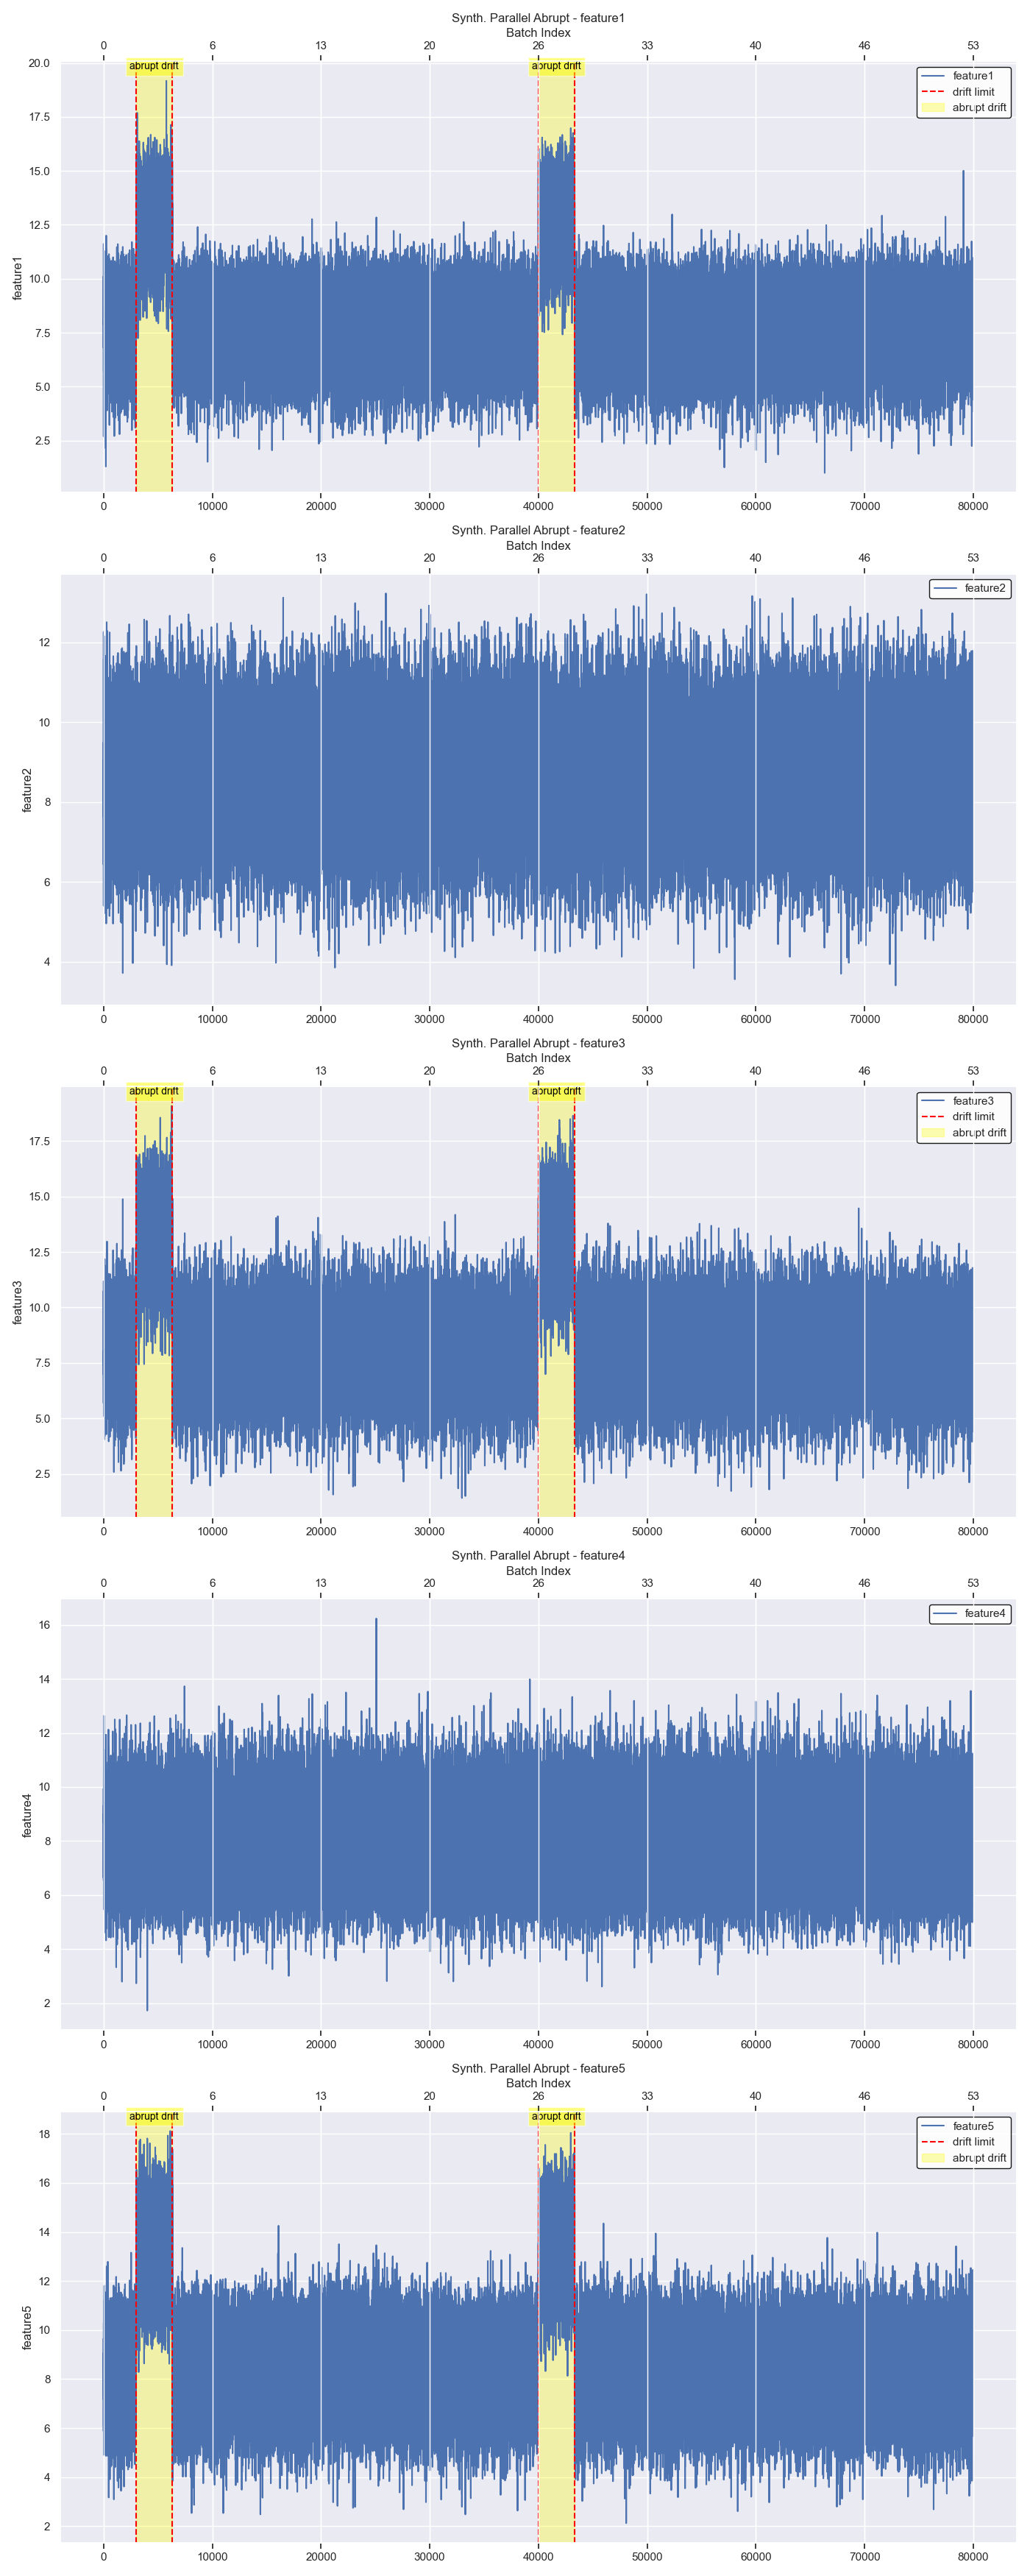 Synth. Parallel Abrupt - feature1
Batch Index
0 6 13 20 26 33 40 46 53
abrupt drift abrupt drift
20.0
17.5
15.0
12.5
10.0
7.5
5.0
2.5
feature1
feature1
drift limit
abrupt drift
0 10000 20000 30000 40000 50000 60000 70000 80000
Synth. Parallel Abrupt - feature2
Batch Index
0 6 13 20 26 33 40 46 53
12
10
8
6
4
feature2
feature2
0 10000 20000 30000 40000 50000 60000 70000 80000
Synth. Parallel Abrupt - feature3
Batch Index
0 6 13 20 26 33 40 46 53
abrupt drift abrupt drift
17.5
15.0
12.5
10.0
7.5
5.0
2.5
feature3
feature3
drift limit
abrupt drift
0 10000 20000 30000 40000 50000 60000 70000 80000
Synth. Parallel Abrupt - feature4
Batch Index
0 6 13 20 26 33 40 46 53
16
14
12
10
8
6
4
2
feature4
feature4
0 10000 20000 30000 40000 50000 60000 70000 80000
Synth. Parallel Abrupt - feature5
Batch Index
0 6 13 20 26 33 40 46 53
abrupt drift abrupt drift
18
16
14
12
10
8
6
4
2
feature5
feature5
drift limit
abrupt drift
0 10000 20000 30000 40000 50000 60000 70000 80000